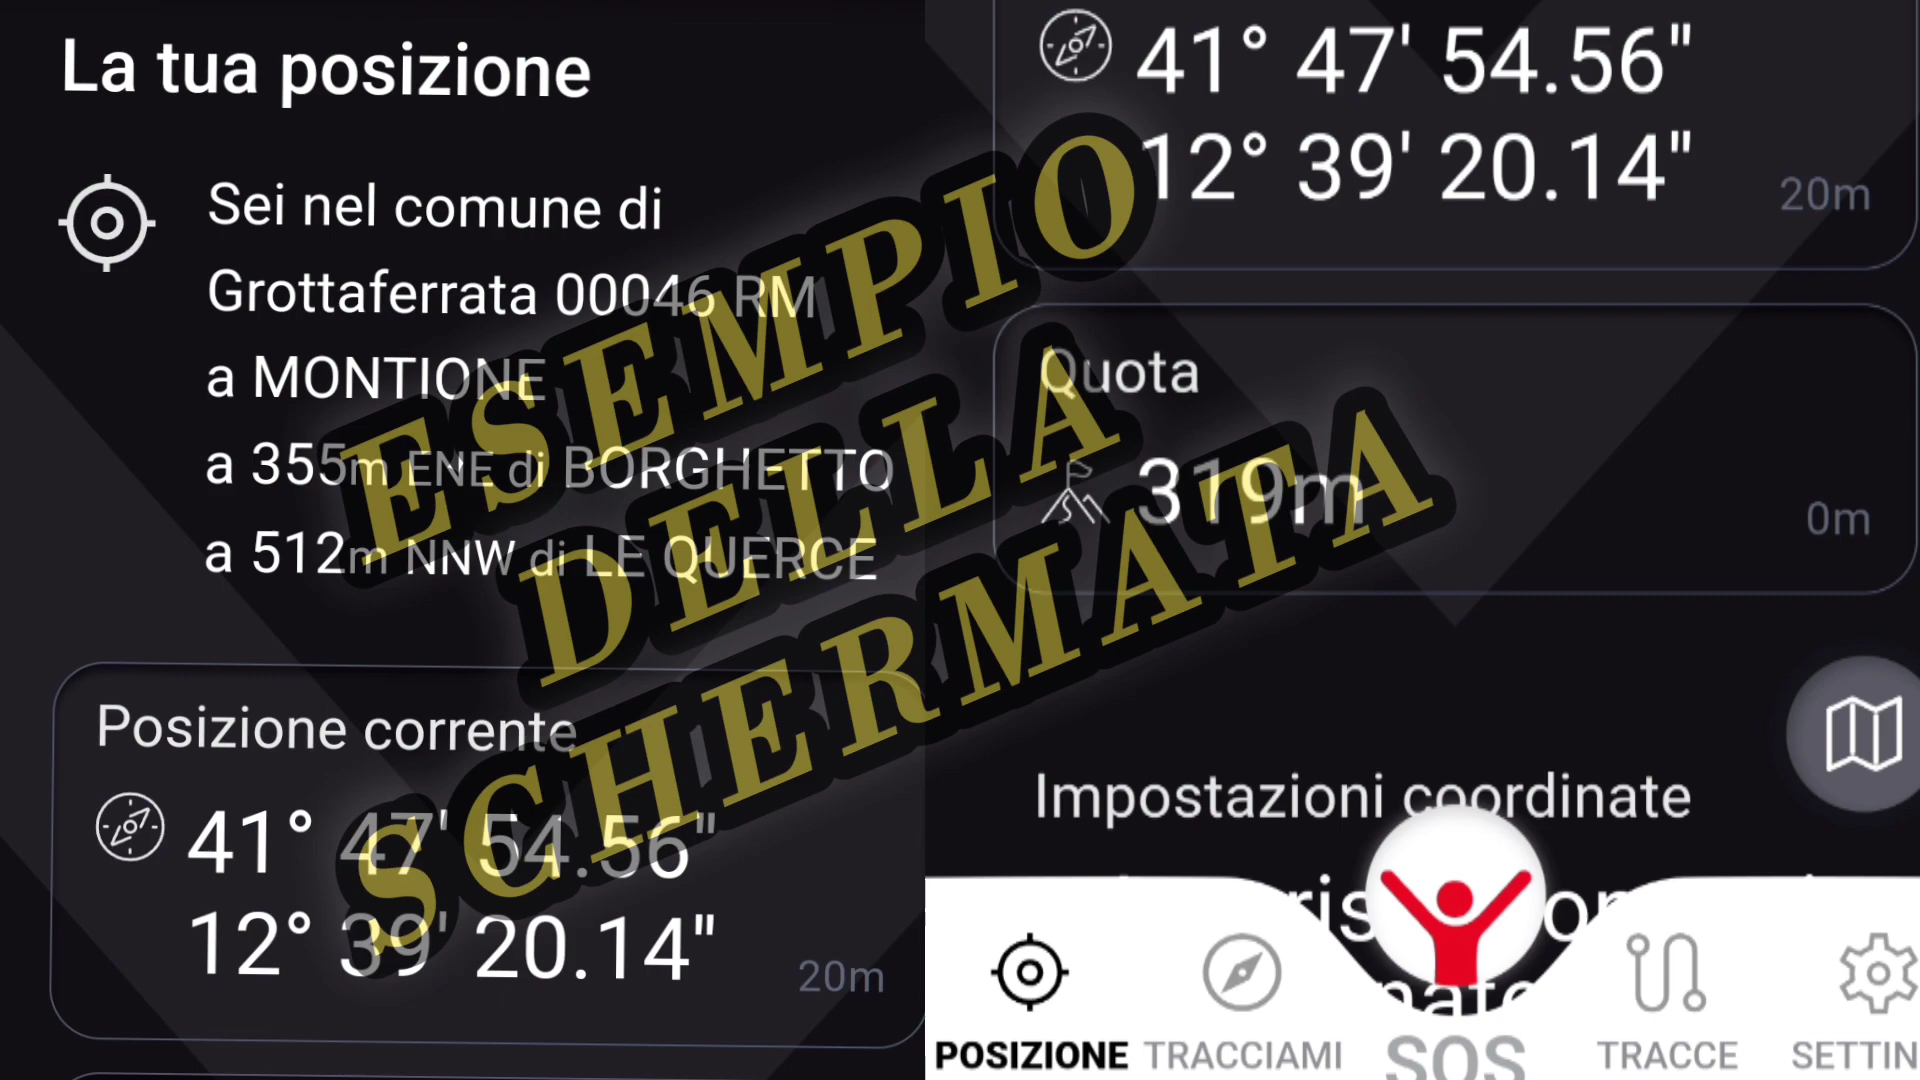 La tua posizione
Sei nel comune di
Grottaferrata 00046 RM
a MONTIONE
a 355m ENE di BORGHETTO
a 512m NNW di LE QUERCE
Posizione corrente
41° 47' 54.56"
12° 39' 20.14"
20m
41° 47' 54.56"
12° 39' 20.14"
20m
Quota
319m
0m
Impostazioni coordinate
POSIZIONE TRACCIAMI SOS TRACCE SETTIN
ESEMPIO
DELLA
SCHERMATA